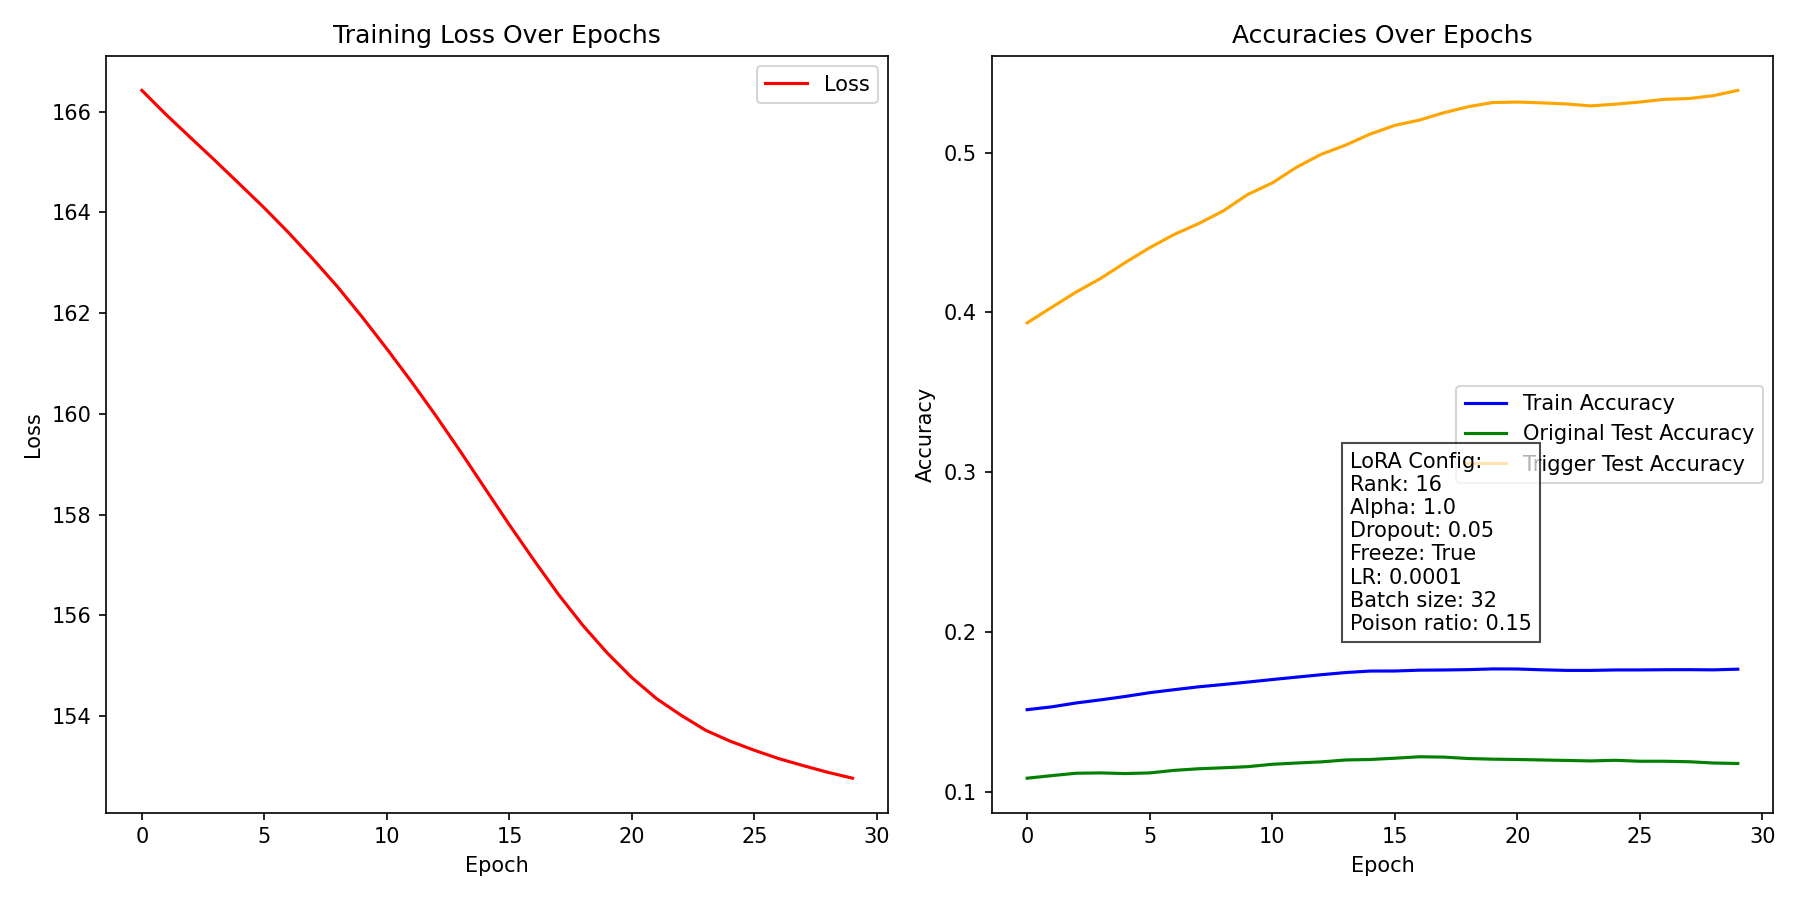 Training Loss Over Epochs
Loss
166
164
162
160
158
156
154
Loss
0 5 10 15 20 25 30
Epoch
Accuracies Over Epochs
0.5
0.4
0.3
0.2
0.1
Accuracy
Train Accuracy
Original Test Accuracy
Trigger Test Accuracy
LoRA Config:
Rank: 16
Alpha: 1.0
Dropout: 0.05
Freeze: True
LR: 0.0001
Batch size: 32
Poison ratio: 0.15
0 5 10 15 20 25 30
Epoch